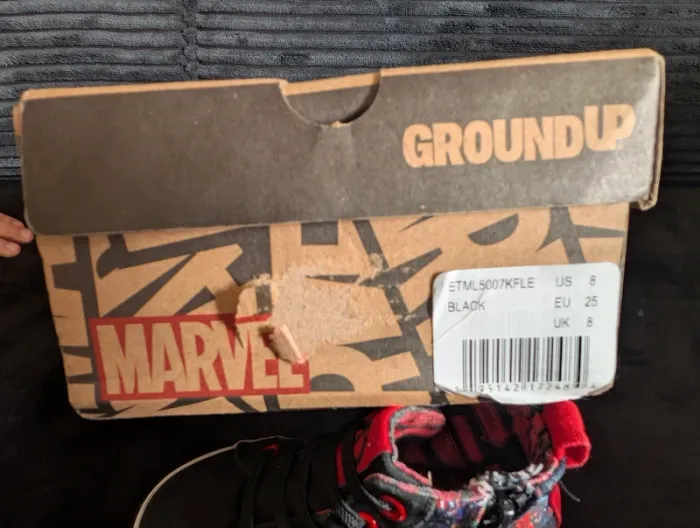 GROUNDUP
MARVEL
ETML5007KFLE US 8
BLACK EU 25
UK 8